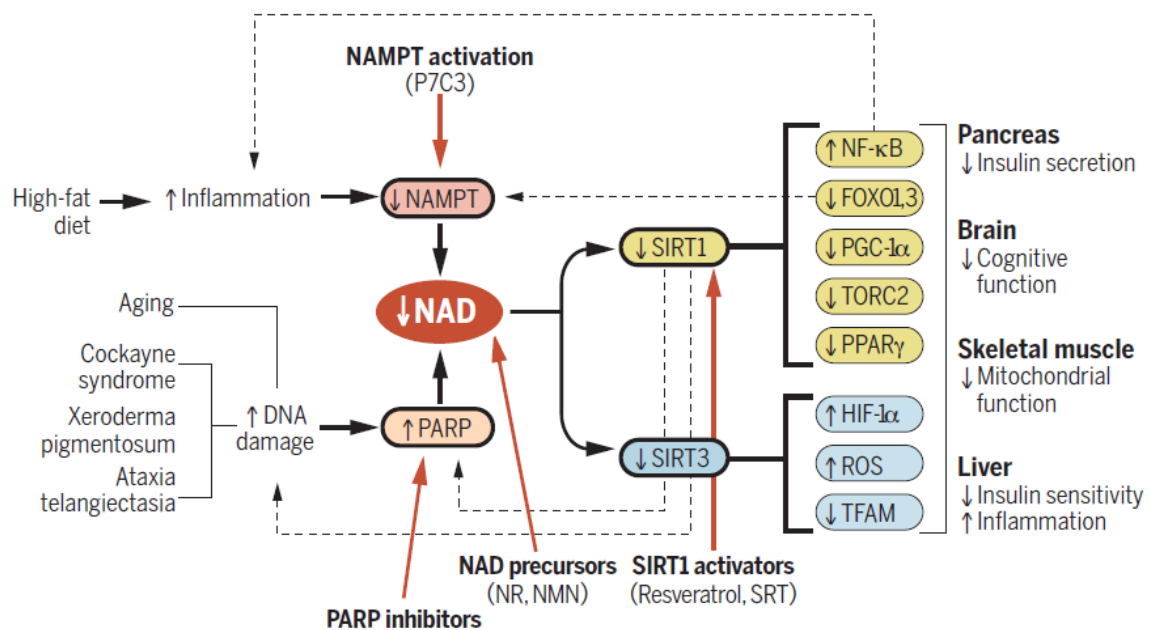 NAMPT activation
(P7C3)
High-fat
diet
↑ Inflammation
↓ NAMPT
↓ NAD
Aging
Cockayne
syndrome
Xeroderma
pigmentosum
Ataxia
telangiectasia
↑ DNA
damage
↑ PARP
↓ SIRT1
↓ SIRT3
↑ NF-κB
↓ FOXO1,3
↓ PGC-1α
↓ TORC2
↓ PPARγ
↑ HIF-1α
↑ ROS
↓ TFAM
Pancreas
↓ Insulin secretion
Brain
↓ Cognitive
function
Skeletal muscle
↓ Mitochondrial
function
Liver
↓ Insulin sensitivity
↑ Inflammation
NAD precursors
(NR, NMN)
SIRT1 activators
(Resveratrol, SRT)
PARP inhibitors